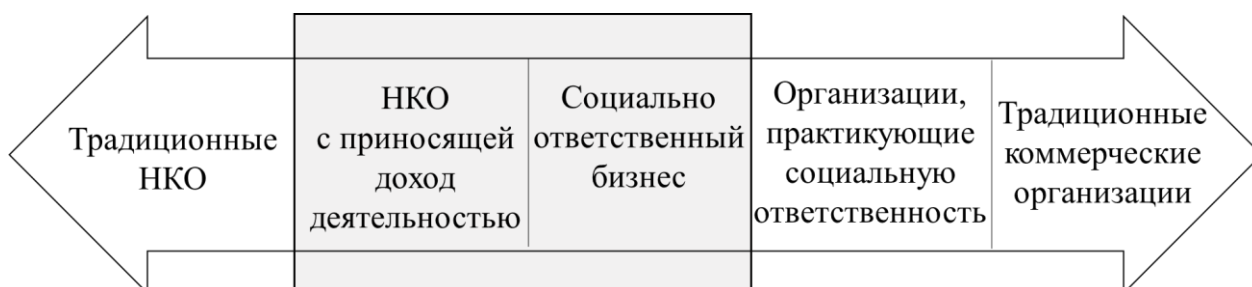 Традиционные
НКО
НКО
с приносящей
доход
деятельностью
Социально
ответственный
бизнес
Организации,
практикующие
социальную
ответственность
Традиционные
коммерческие
организации